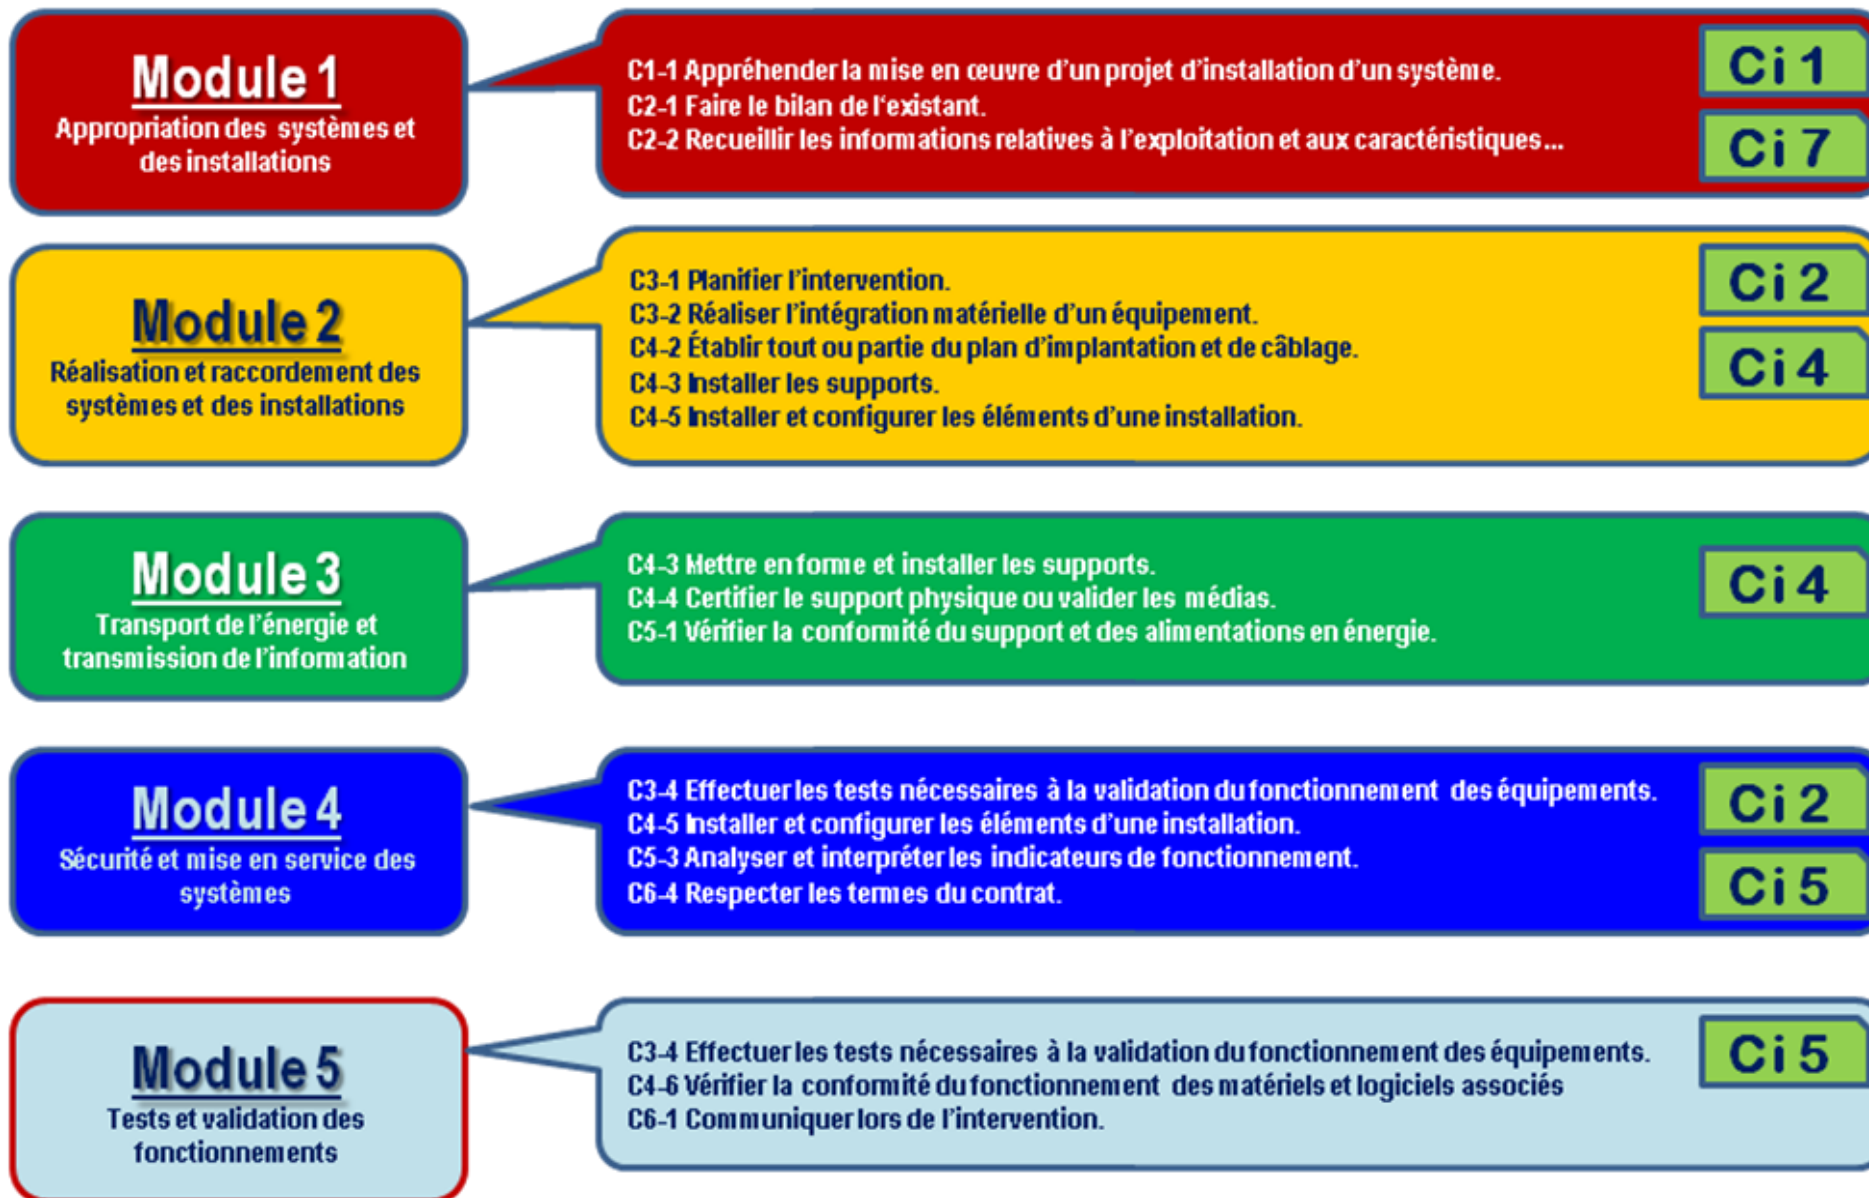 Module 1
Appropriation des systèmes et
des installations
C1-1 Appréhender la mise en œuvre d'un projet d'installation d'un système.
C2-1 Faire le bilan de l'existant.
C2-2 Recueillir les informations relatives à l'exploitation et aux caractéristiques...
Ci 1
Ci 7
Module 2
Réalisation et raccordement des
systèmes et des installations
C3-1 Planifier l'intervention.
C3-2 Réaliser l'intégration matérielle d'un équipement.
C4-2 Établir tout ou partie du plan d'implantation et de câblage.
C4-3 Installer les supports.
C4-5 Installer et configurer les éléments d'une installation.
Ci 2
Ci 4
Module 3
Transport de l'énergie et
transmission de l'information
C4-3 Mettre en forme et installer les supports.
C4-4 Certifier le support physique ou valider les médias.
C5-1 Vérifier la conformité du support et des alimentations en énergie.
Ci 4
Module 4
Sécurité et mise en service des
systèmes
C3-4 Effectuer les tests nécessaires à la validation du fonctionnement des équipements.
C4-5 Installer et configurer les éléments d'une installation.
C5-3 Analyser et interpréter les indicateurs de fonctionnement.
C6-4 Respecter les termes du contrat.
Ci 2
Ci 5
Module 5
Tests et validation des
fonctionnements
C3-4 Effectuer les tests nécessaires à la validation du fonctionnement des équipements.
C4-6 Vérifier la conformité du fonctionnement des matériels et logiciels associés
C6-1 Communiquer lors de l'intervention.
Ci 5